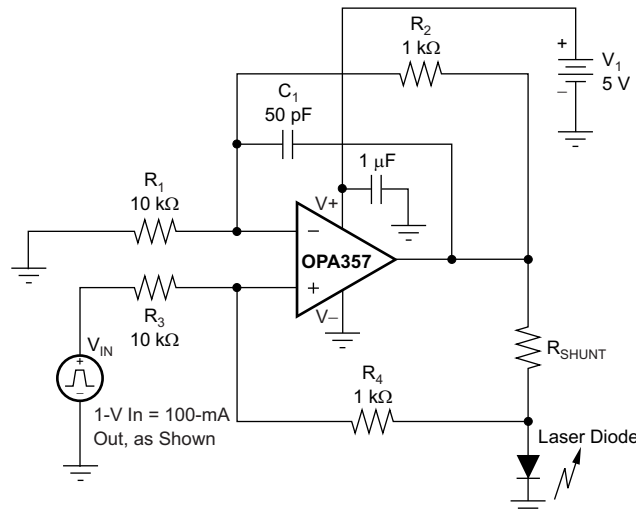 R2
1 kΩ
+
V1
5 V
−
C1
50 pF
1 µF
R1
10 kΩ
V+
−
OPA357
+
V−
R3
10 kΩ
VIN
+
−
RSHUNT
R4
1 kΩ
1-V In = 100-mA
Out, as Shown
Laser Diode